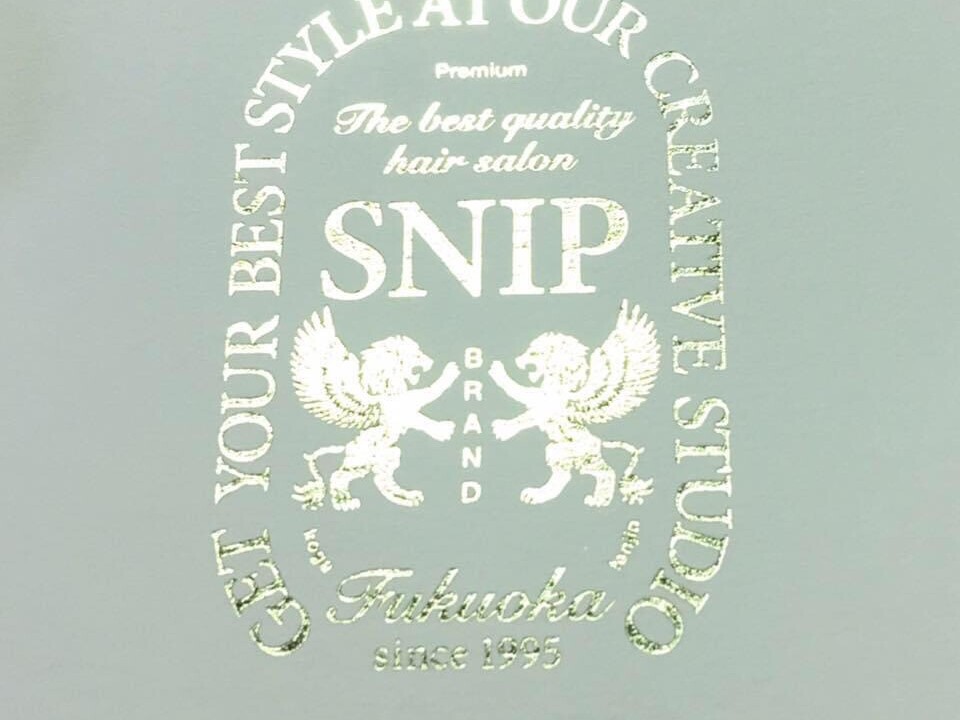 GET YOUR BEST STYLE AT OUR CREATIVE STUDIO
Premium
The best quality
hair salon
SNIP
BRAND
Fukuoka
since 1995